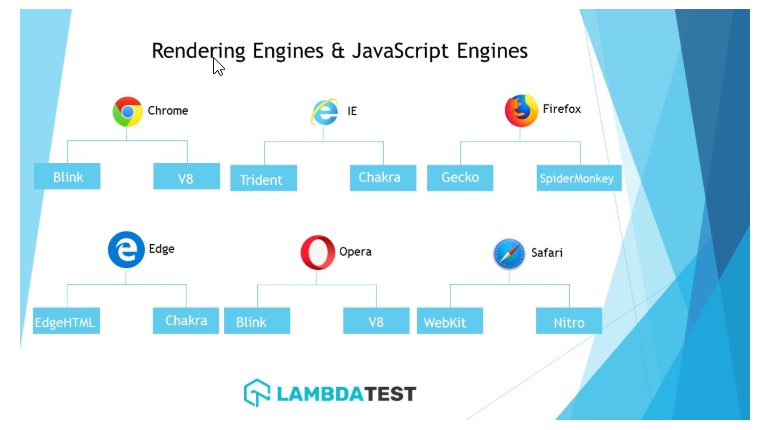 Rendering Engines & JavaScript Engines
Chrome
IE
Firefox
Blink
V8
Trident
Chakra
Gecko
SpiderMonkey
Edge
Opera
Safari
EdgeHTML
Chakra
Blink
V8
WebKit
Nitro
LAMBDATEST